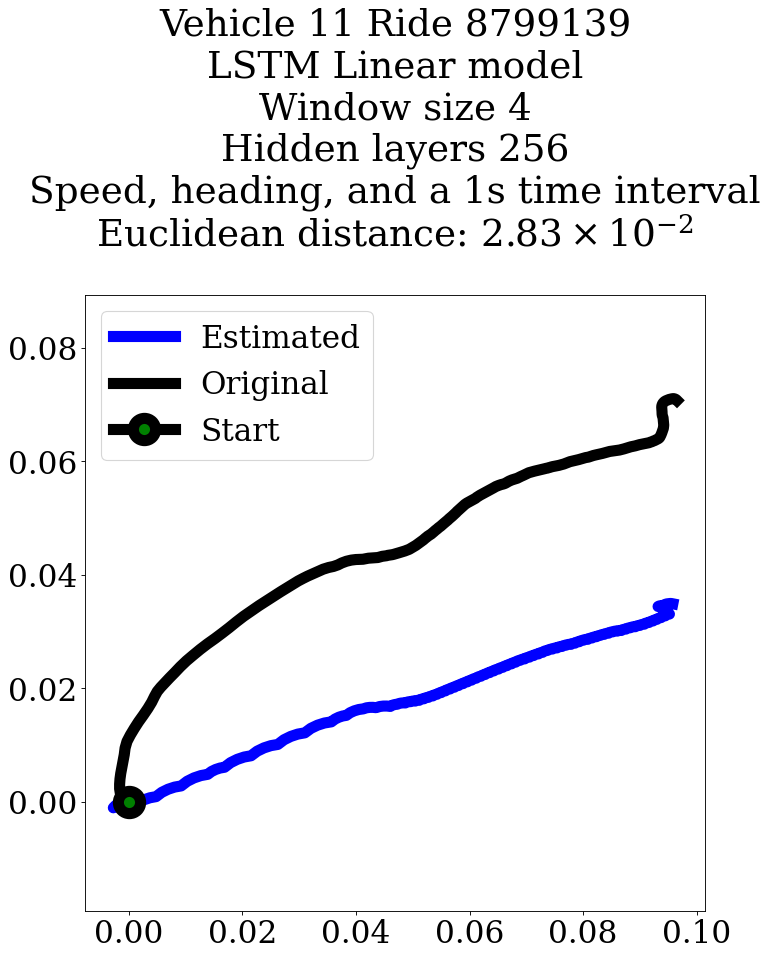 Vehicle 11 Ride 8799139
LSTM Linear model
Window size 4
Hidden layers 256
Speed, heading, and a 1s time interval
Euclidean distance: 2.83 × 10⁻²
Estimated
Original
Start
0.08
0.06
0.04
0.02
0.00
0.00 0.02 0.04 0.06 0.08 0.10